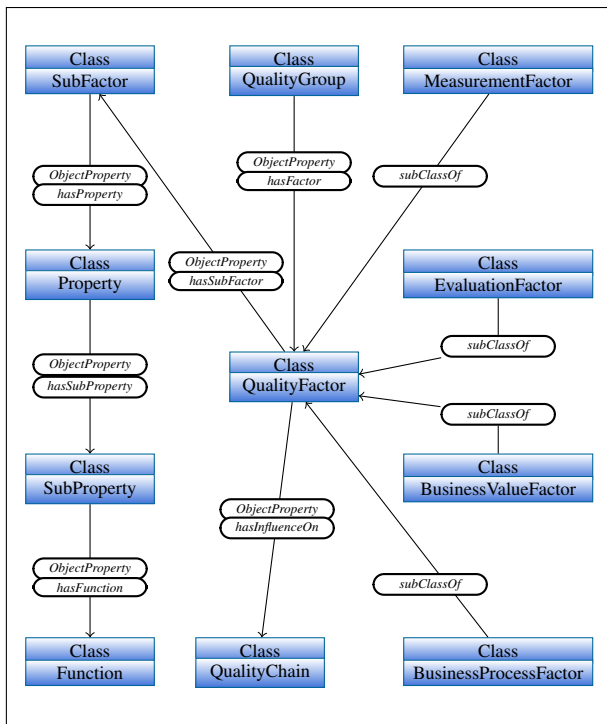 Class
SubFactor
Class
QualityGroup
Class
MeasurementFactor
ObjectProperty
hasProperty
ObjectProperty
hasFactor
subClassOf
Class
Property
ObjectProperty
hasSubFactor
Class
EvaluationFactor
subClassOf
ObjectProperty
hasSubProperty
Class
QualityFactor
subClassOf
Class
SubProperty
Class
BusinessValueFactor
ObjectProperty
hasInfluenceOn
ObjectProperty
hasFunction
subClassOf
Class
Function
Class
QualityChain
Class
BusinessProcessFactor